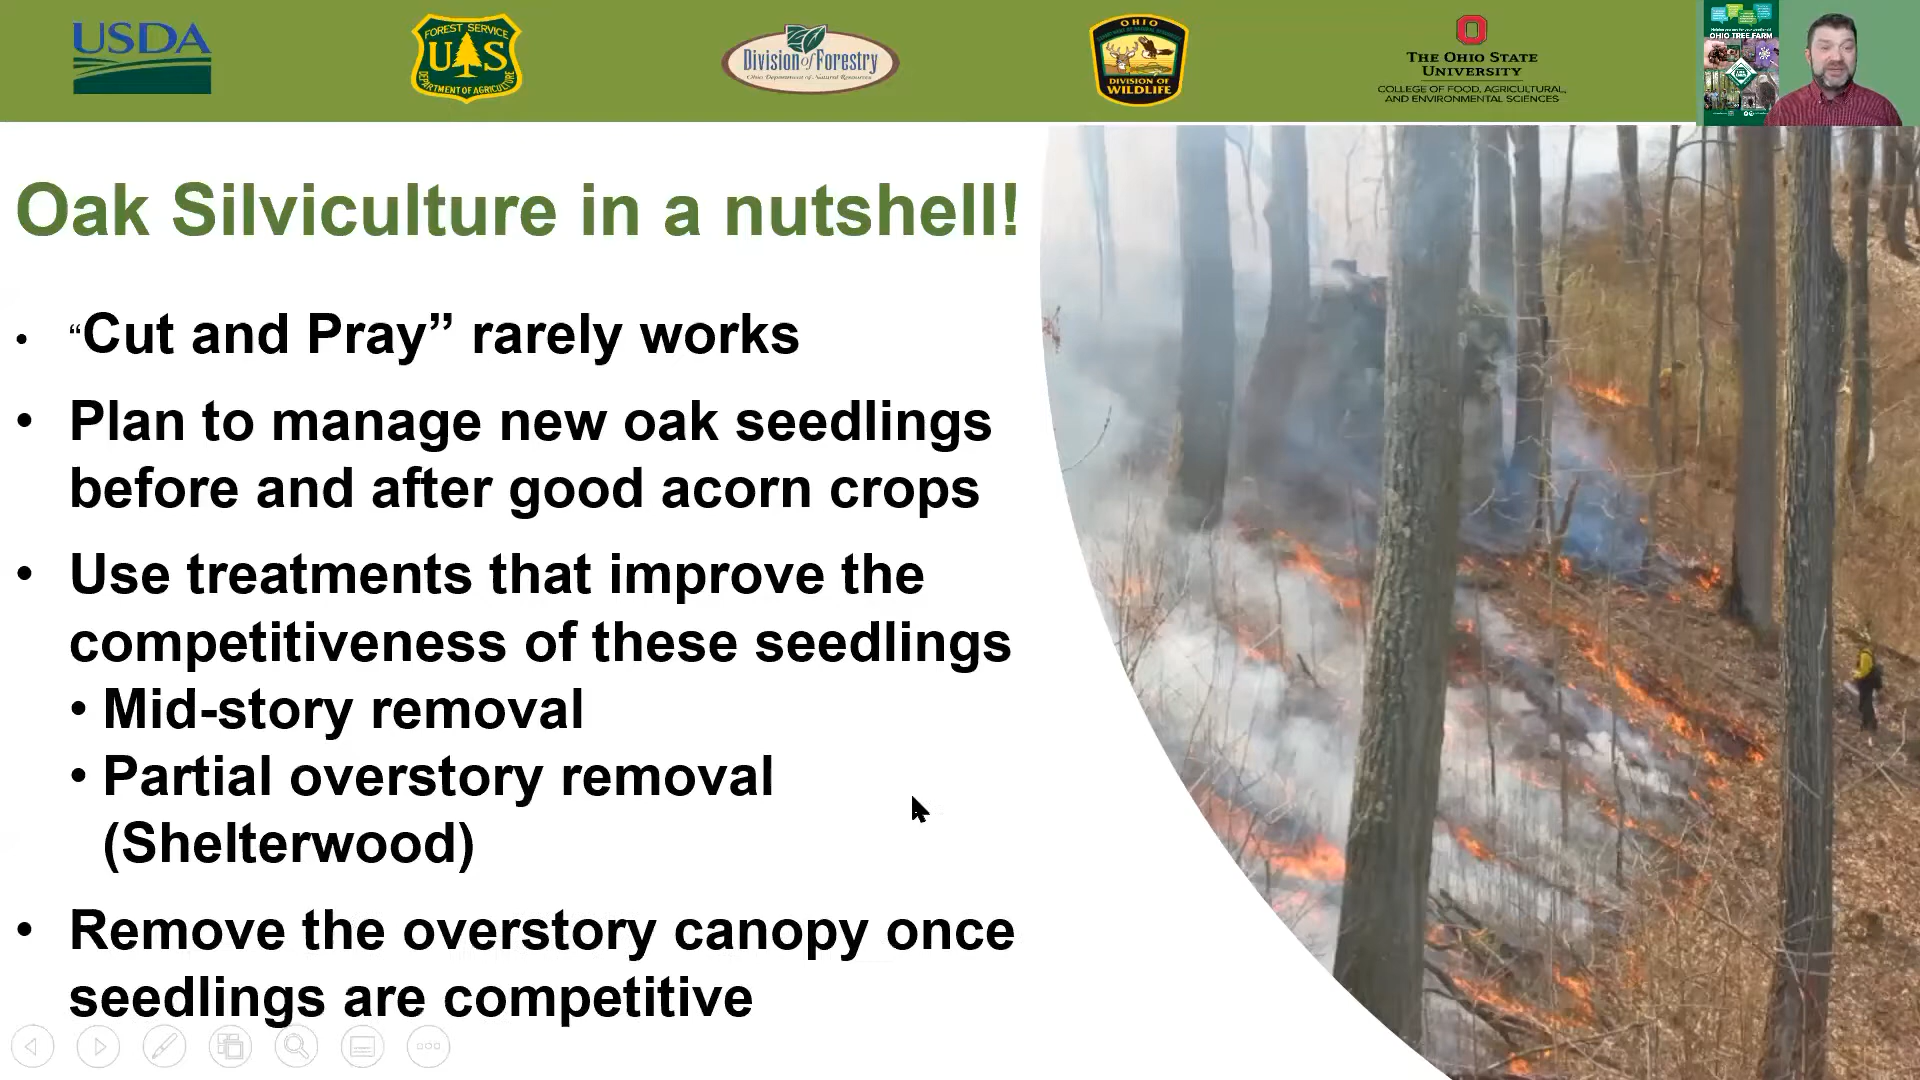 USDA
FOREST SERVICE
U S
DEPARTMENT OF AGRICULTURE
Division of Forestry
Ohio Department of Natural Resources
OHIO
DIVISION OF
WILDLIFE
THE OHIO STATE
UNIVERSITY
COLLEGE OF FOOD, AGRICULTURAL,
AND ENVIRONMENTAL SCIENCES
OHIO TREE FARM
Oak Silviculture in a nutshell!
• “Cut and Pray” rarely works
• Plan to manage new oak seedlings
before and after good acorn crops
• Use treatments that improve the
competitiveness of these seedlings
• Mid-story removal
• Partial overstory removal
(Shelterwood)
• Remove the overstory canopy once
seedlings are competitive